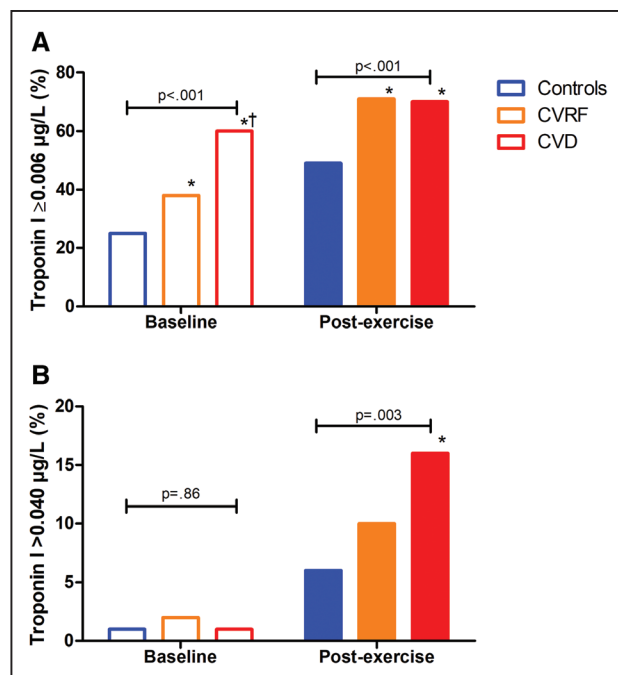 A
Troponin I ≥0.006 µg/L (%)
80
60
40
20
0
p<.001
p<.001
*
*†
*
*
Baseline
Post-exercise
Controls
CVRF
CVD
B
Troponin I >0.040 µg/L (%)
20
15
10
5
0
p=.86
p=.003
*
Baseline
Post-exercise